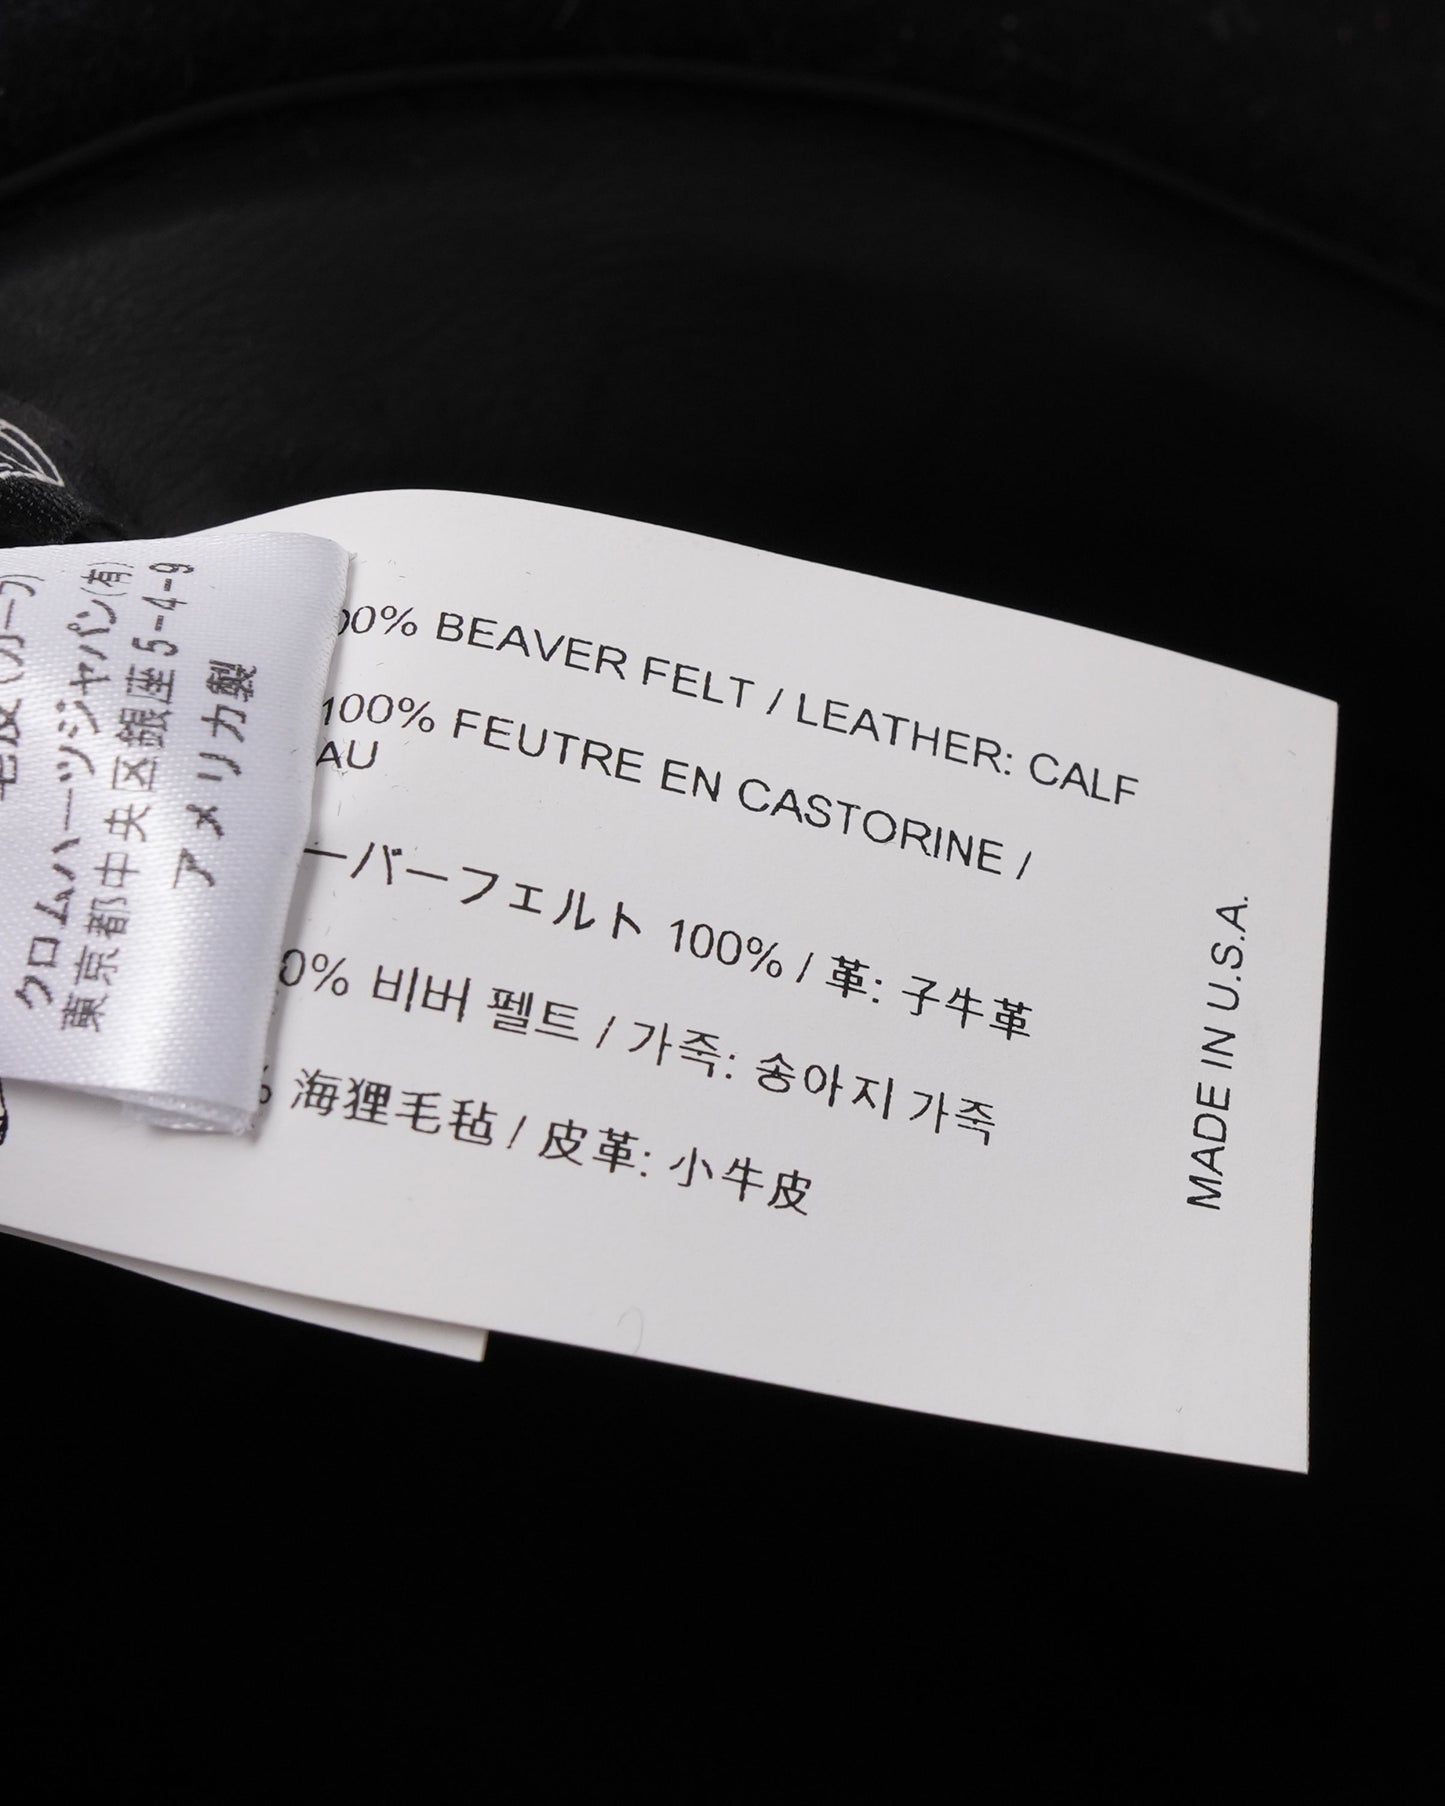 00% BEAVER FELT / LEATHER: CALF
100% FEUTRE EN CASTORINE /
AU
ーバーフェルト 100% / 革: 子牛革
0% 비버 펠트 / 가죽: 송아지 가죽
% 海狸毛毡 / 皮革: 小牛皮
MADE IN U.S.A.
クロムハーツジャパン(有)
東京都中央区銀座5-4-9
アメリカ製